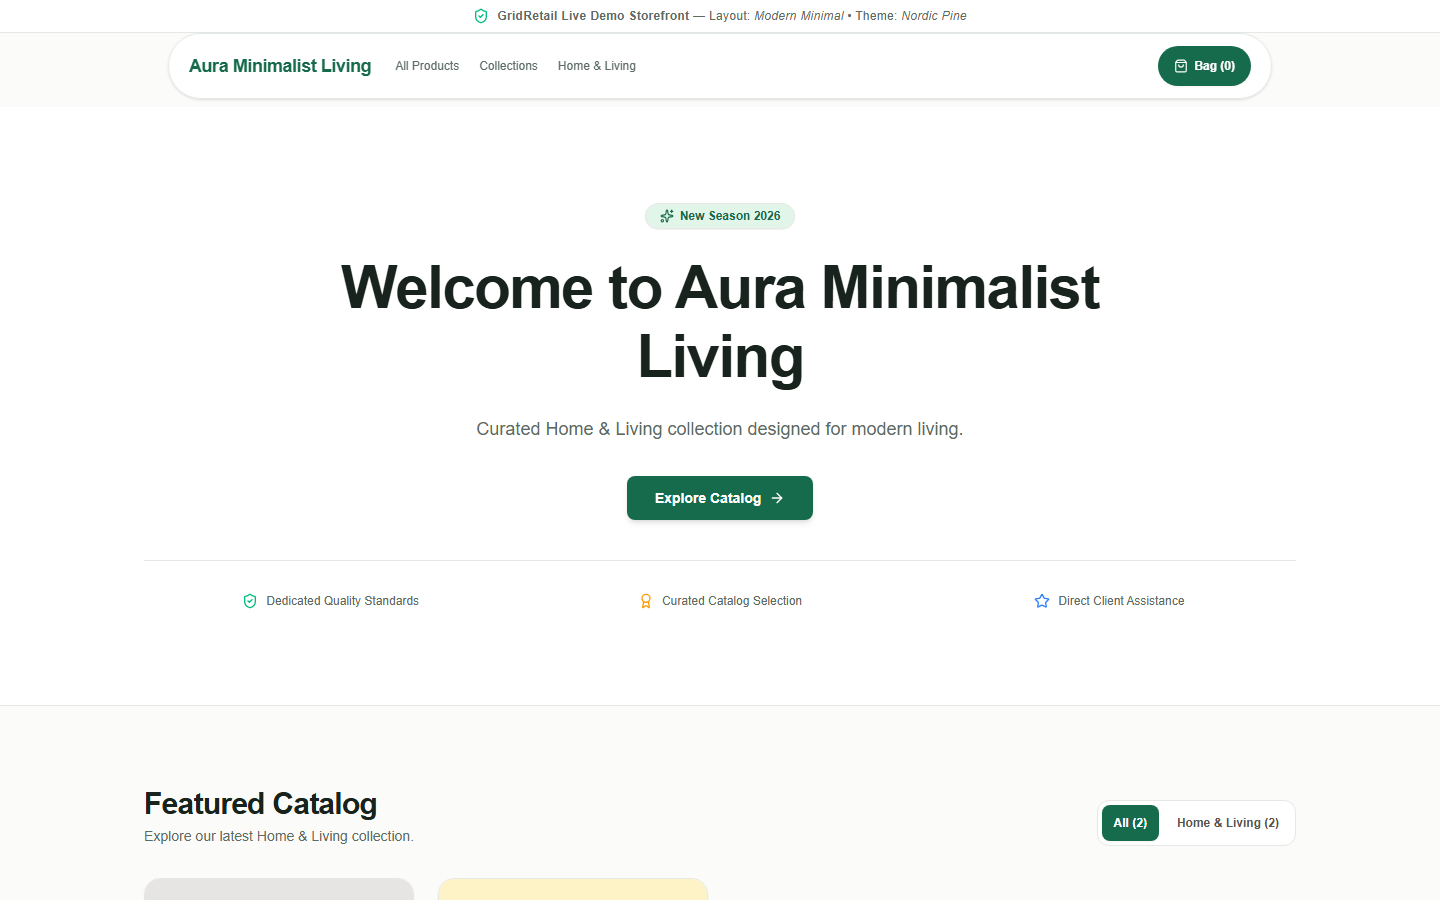 GridRetail Live Demo Storefront — Layout: Modern Minimal • Theme: Nordic Pine
Aura Minimalist Living All Products Collections Home & Living Bag (0)
New Season 2026
Welcome to Aura Minimalist
Living
Curated Home & Living collection designed for modern living.
Explore Catalog
Dedicated Quality Standards Curated Catalog Selection Direct Client Assistance
Featured Catalog
Explore our latest Home & Living collection.
All (2) Home & Living (2)